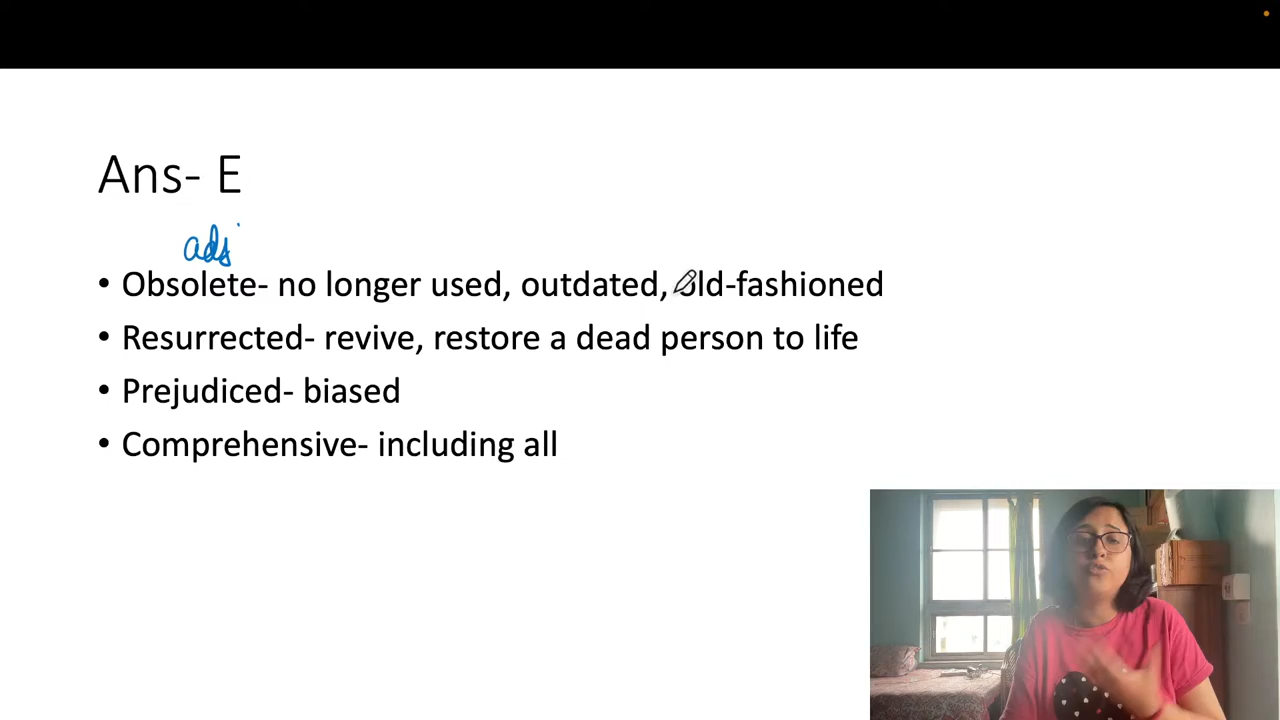 Ans- E
adj
• Obsolete- no longer used, outdated, old-fashioned
• Resurrected- revive, restore a dead person to life
• Prejudiced- biased
• Comprehensive- including all